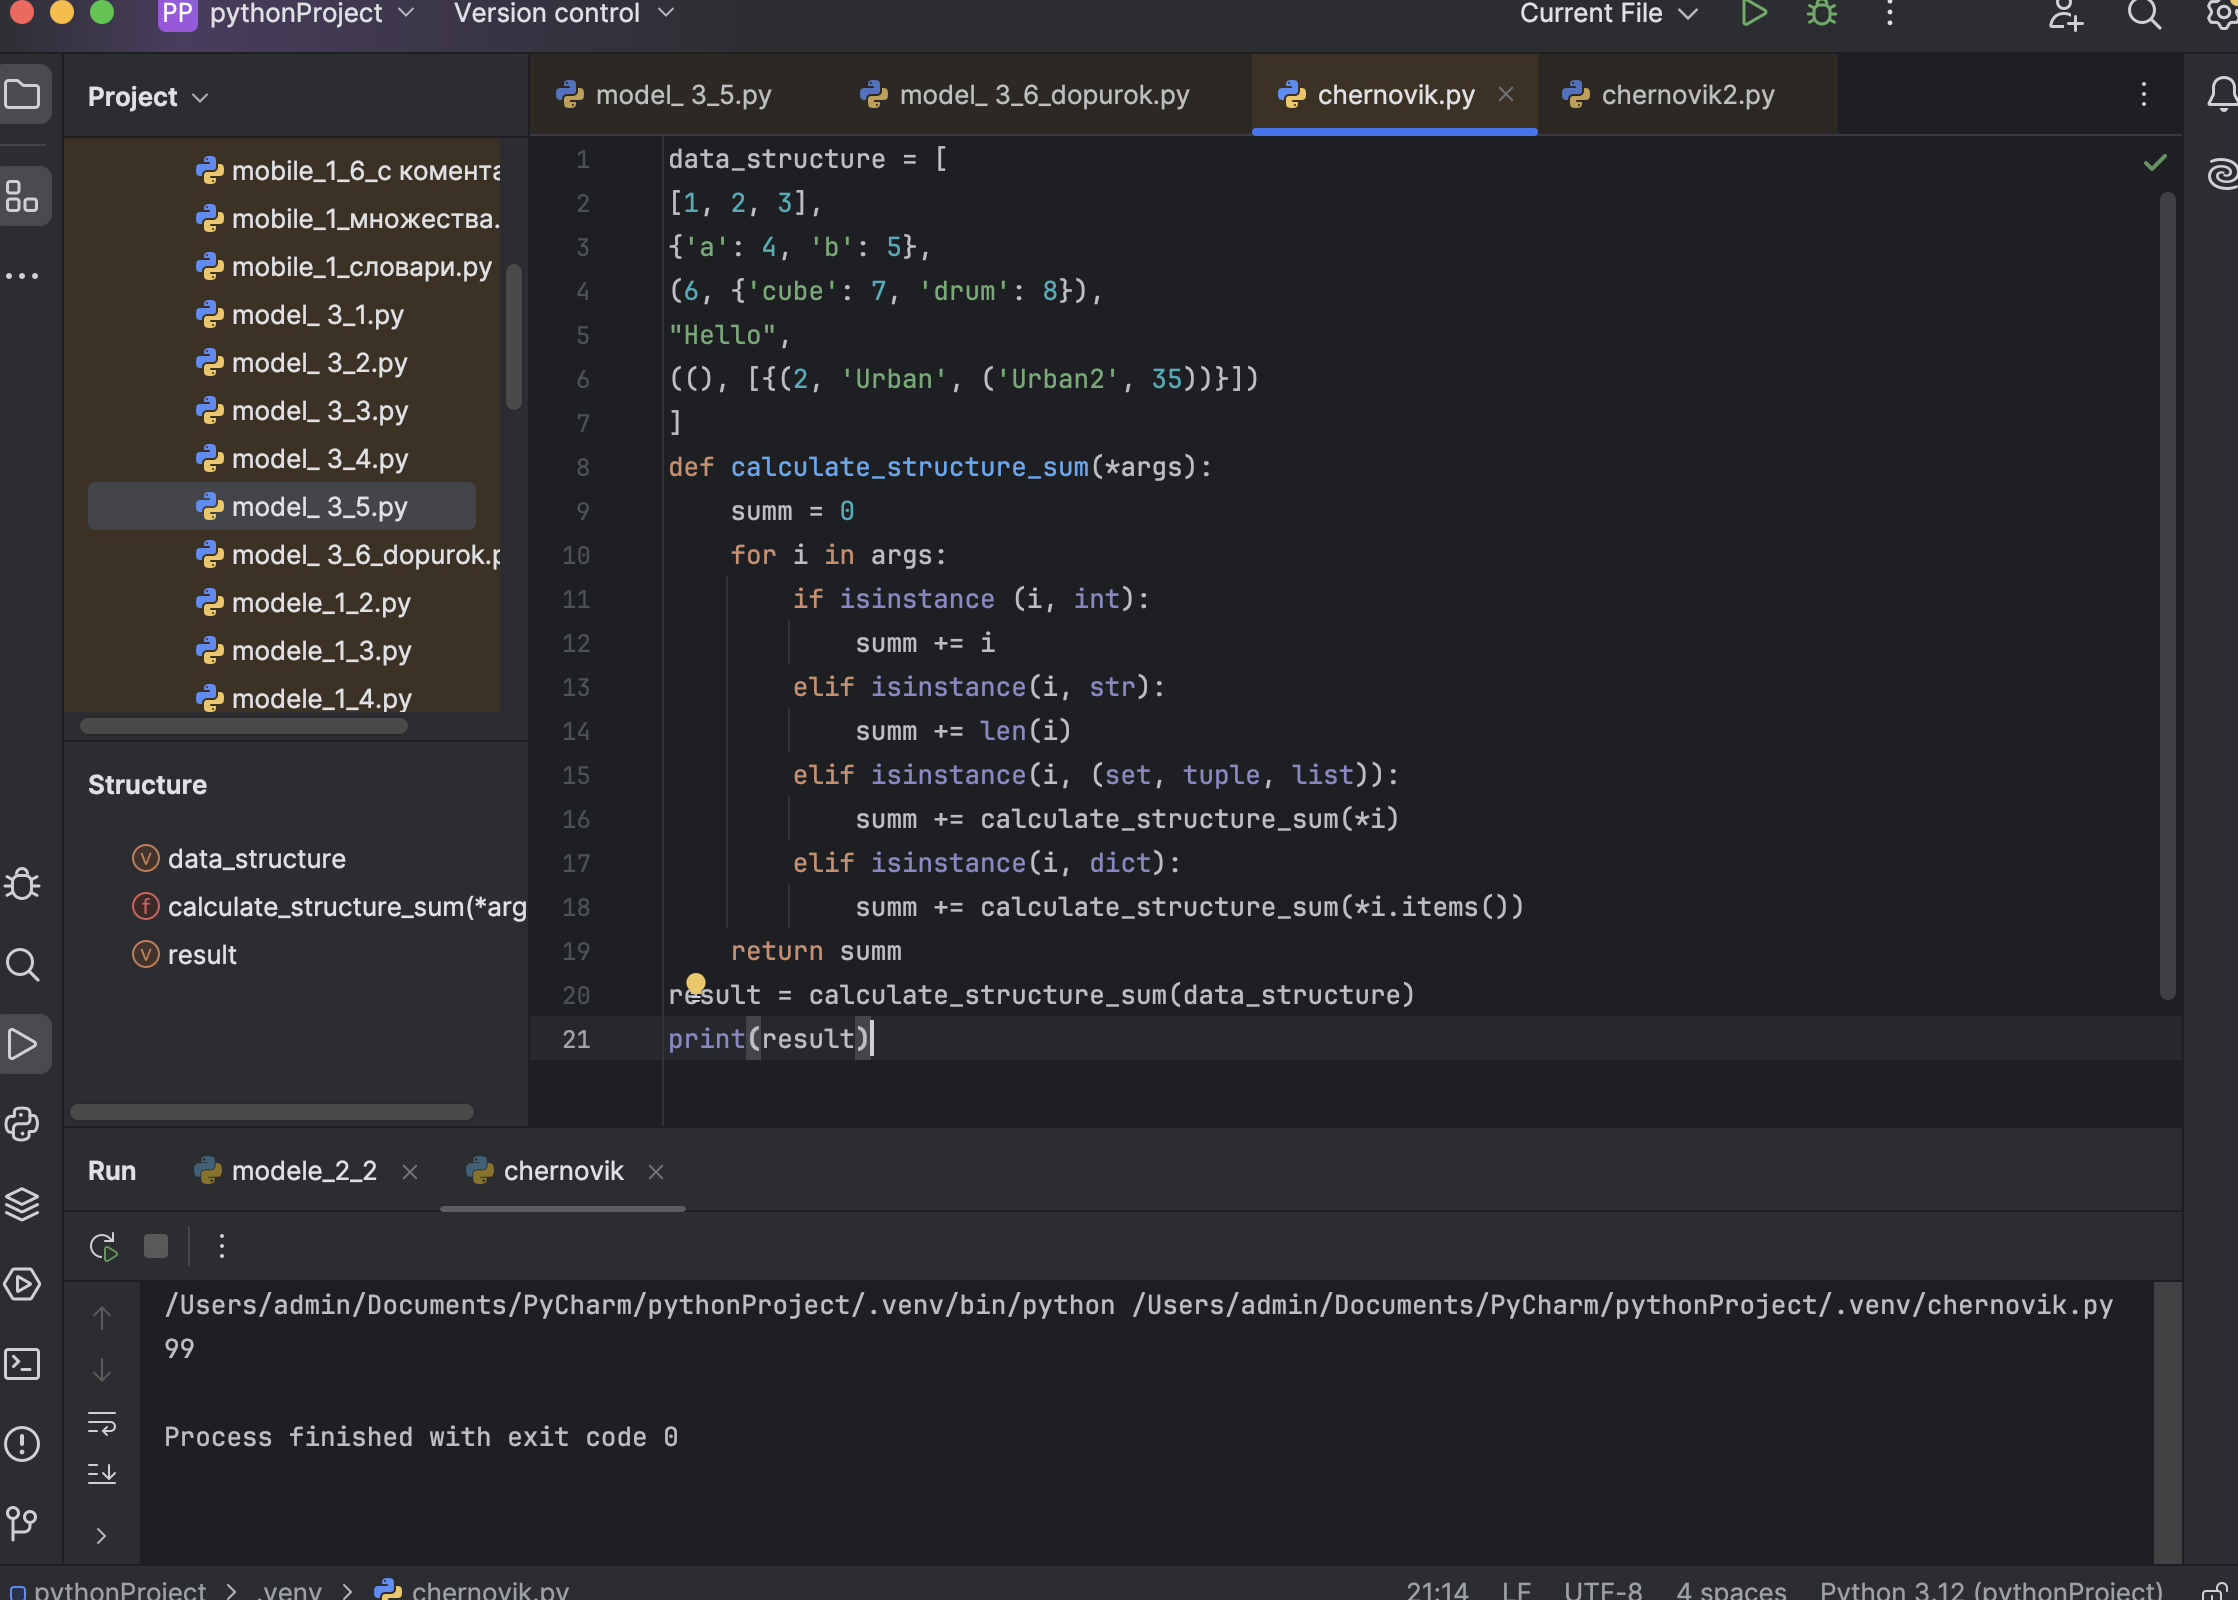 PP pythonProject Version control Current File
Project
model_ 3_5.py model_ 3_6_dopurok.py chernovik.py chernovik2.py
mobile_1_6_с комента
mobile_1_множества.
mobile_1_словари.py
model_ 3_1.py
model_ 3_2.py
model_ 3_3.py
model_ 3_4.py
model_ 3_5.py
model_ 3_6_dopurok.p
modele_1_2.py
modele_1_3.py
modele_1_4.py
Structure
data_structure
calculate_structure_sum(*arg
result
1 data_structure = [
2 [1, 2, 3],
3 {'a': 4, 'b': 5},
4 (6, {'cube': 7, 'drum': 8}),
5 "Hello",
6 ((), [{(2, 'Urban', ('Urban2', 35))}])
7 ]
8 def calculate_structure_sum(*args):
9 summ = 0
10 for i in args:
11 if isinstance (i, int):
12 summ += i
13 elif isinstance(i, str):
14 summ += len(i)
15 elif isinstance(i, (set, tuple, list)):
16 summ += calculate_structure_sum(*i)
17 elif isinstance(i, dict):
18 summ += calculate_structure_sum(*i.items())
19 return summ
20 result = calculate_structure_sum(data_structure)
21 print(result)
Run modele_2_2 chernovik
/Users/admin/Documents/PyCharm/pythonProject/.venv/bin/python /Users/admin/Documents/PyCharm/pythonProject/.venv/chernovik.py
99
Process finished with exit code 0
pythonProject > .venv > chernovik.py 21:14 LF UTF-8 4 spaces Python 3.12 (pythonProject)